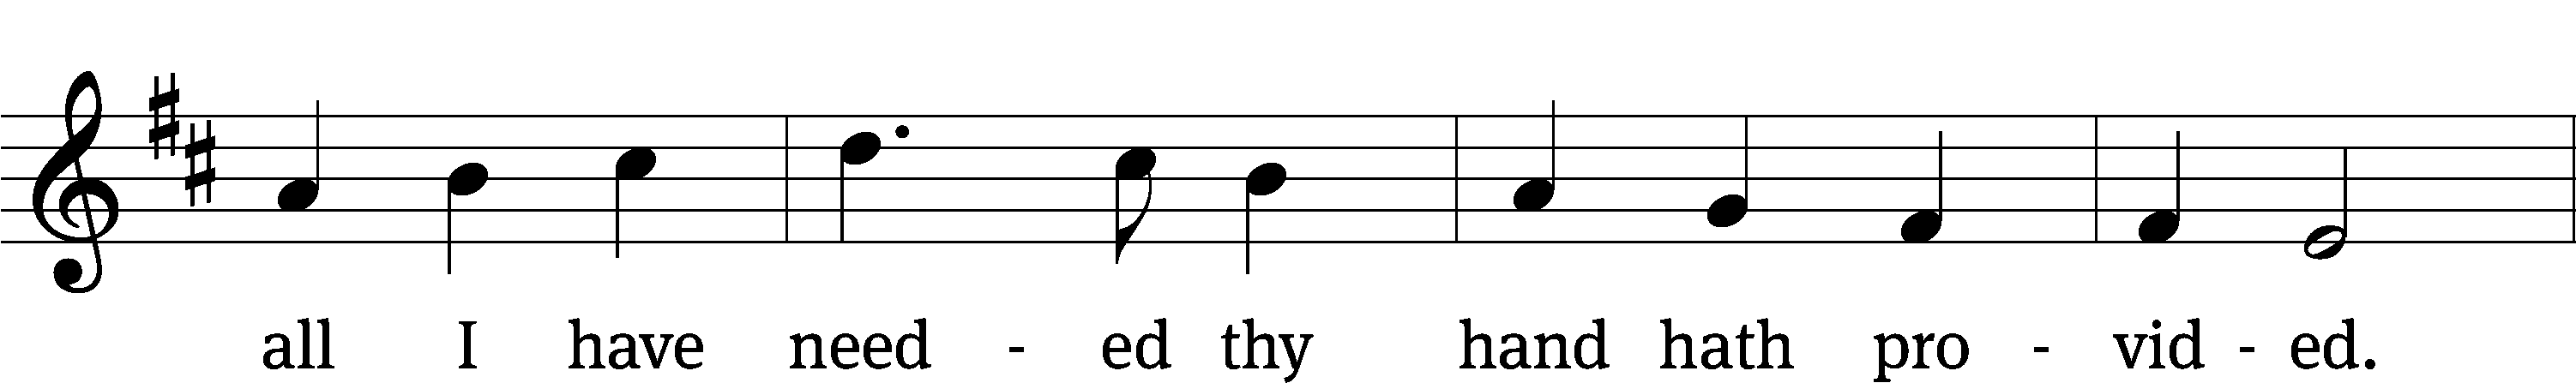 all I have need - ed thy hand hath pro - vid - ed.